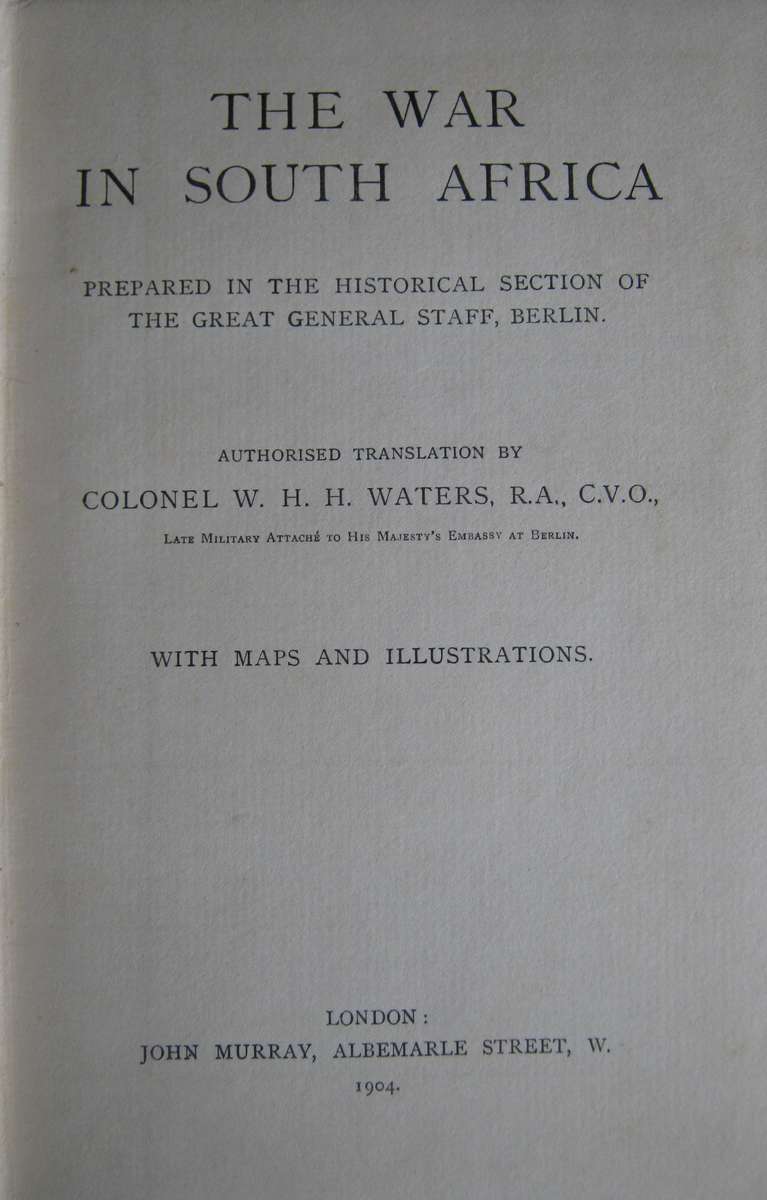 THE WAR
IN SOUTH AFRICA
PREPARED IN THE HISTORICAL SECTION OF
THE GREAT GENERAL STAFF, BERLIN.
AUTHORISED TRANSLATION BY
COLONEL W. H. H. WATERS, R.A., C.V.O.,
LATE MILITARY ATTACHÉ TO HIS MAJESTY'S EMBASSY AT BERLIN.
WITH MAPS AND ILLUSTRATIONS.
LONDON:
JOHN MURRAY, ALBEMARLE STREET, W.
1904.